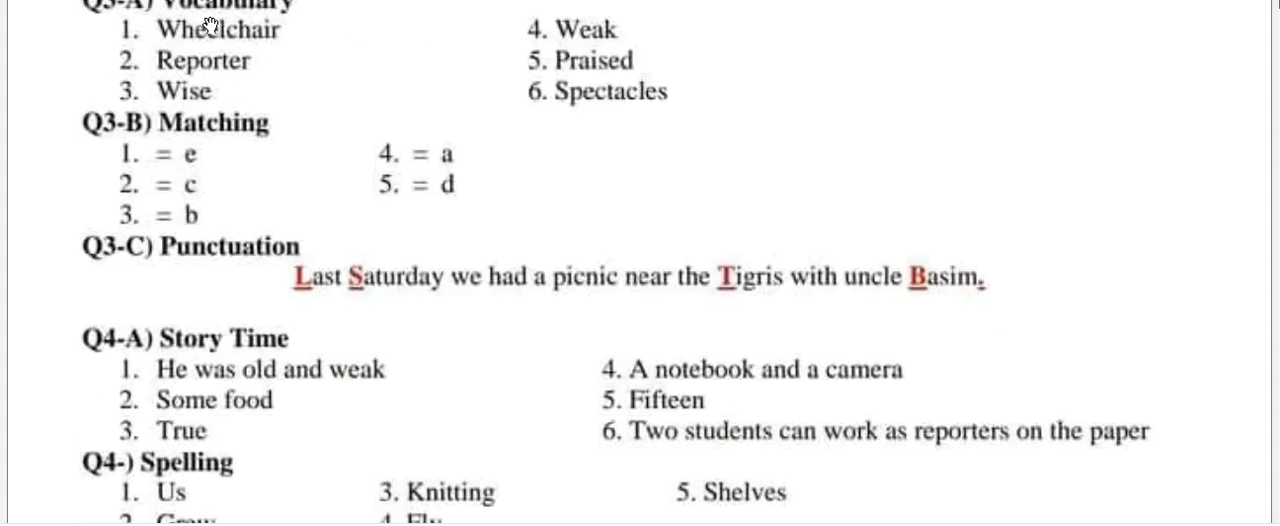 Q3-A) Vocabulary
1. Wheelchair 4. Weak
2. Reporter 5. Praised
3. Wise 6. Spectacles
Q3-B) Matching
1. = e 4. = a
2. = c 5. = d
3. = b
Q3-C) Punctuation
Last Saturday we had a picnic near the Tigris with uncle Basim.
Q4-A) Story Time
1. He was old and weak 4. A notebook and a camera
2. Some food 5. Fifteen
3. True 6. Two students can work as reporters on the paper
Q4-) Spelling
1. Us 3. Knitting 5. Shelves